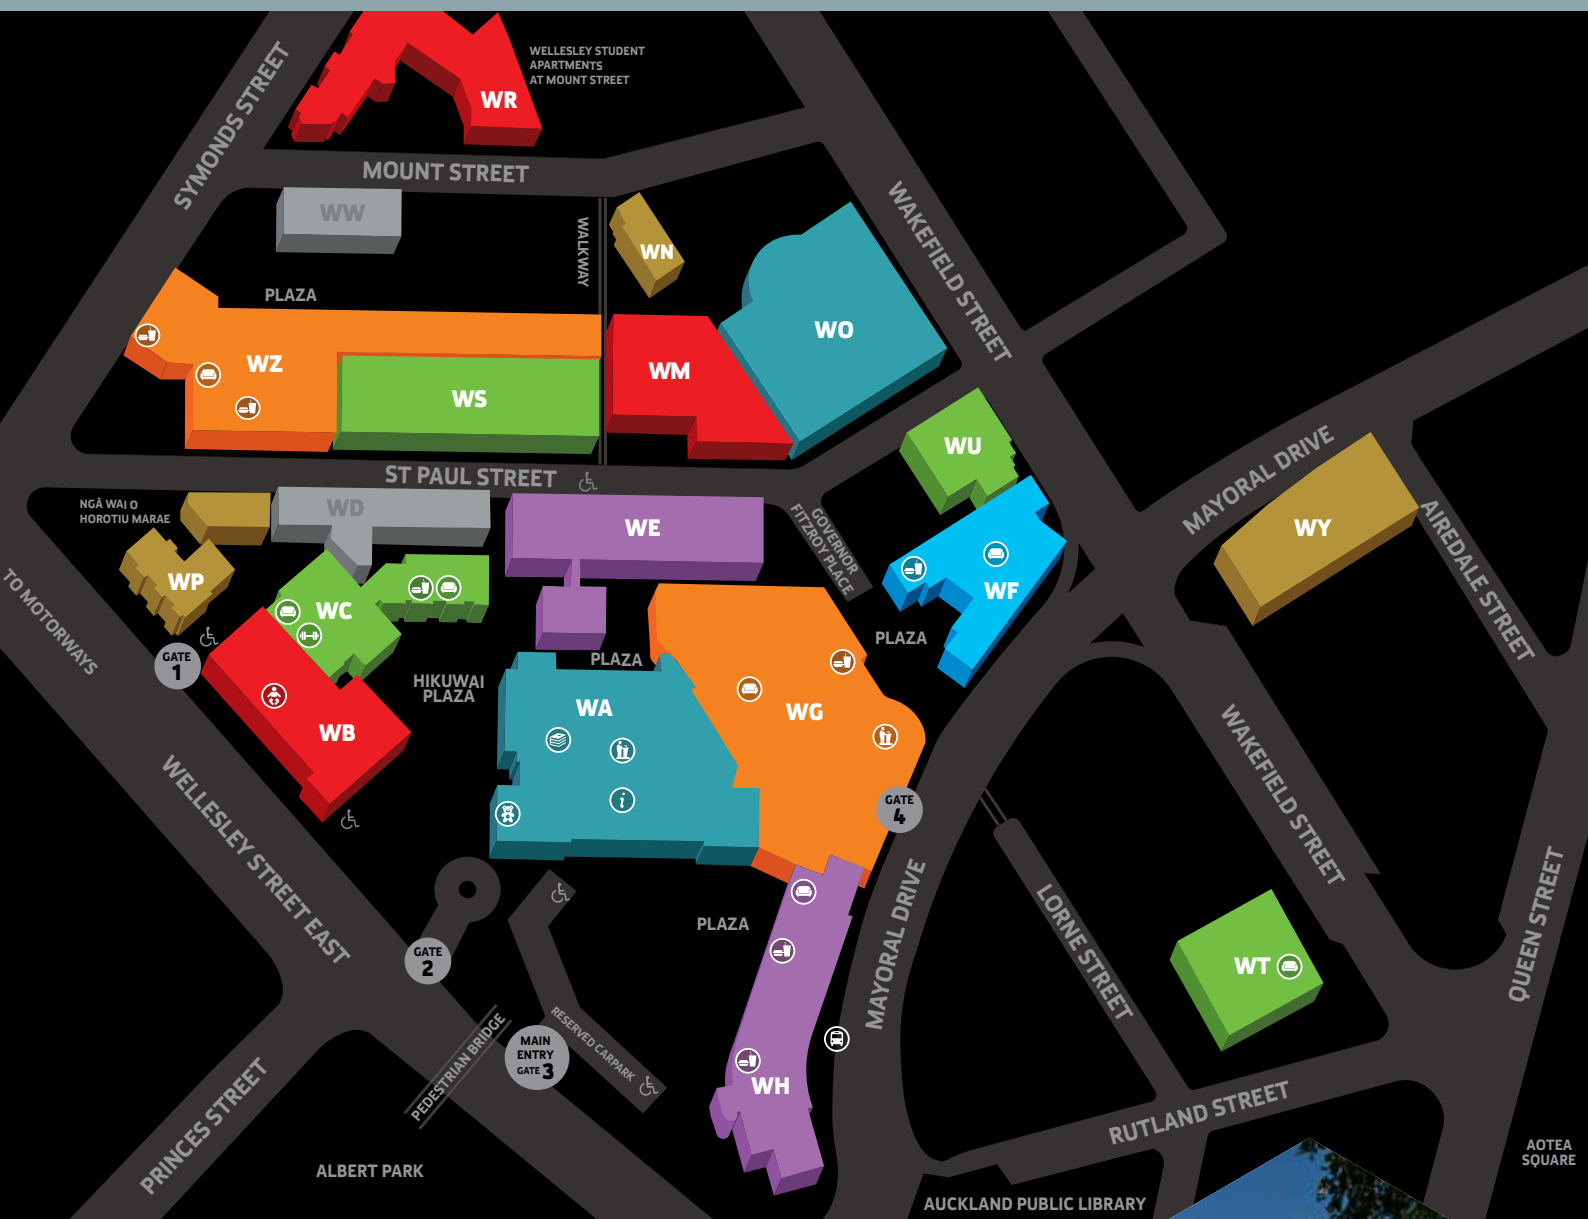 WELLESLEY STUDENT
APARTMENTS
AT MOUNT STREET
WR
SYMONDS STREET
MOUNT STREET
WW
WALKWAY
WN
WAKEFIELD STREET
PLAZA
WO
WZ
WS
WM
WU
ST PAUL STREET
MAYORAL DRIVE
NGĀ WAI O
HOROTIU MARAE
WD
WE
GOVERNOR
FITZROY PLACE
WY
AIREDALE STREET
WP
WC
WF
TO MOTORWAYS
GATE
1
PLAZA
PLAZA
HIKUWAI
PLAZA
WA
WG
WB
WAKEFIELD STREET
WELLESLEY STREET EAST
i
GATE
4
QUEEN STREET
MAYORAL DRIVE
LORNE STREET
PLAZA
GATE
2
WT
PEDESTRIAN BRIDGE
MAIN
ENTRY
GATE 3
RESERVED CARPARK
WH
PRINCES STREET
RUTLAND STREET
ALBERT PARK
AOTEA
SQUARE
AUCKLAND PUBLIC LIBRARY